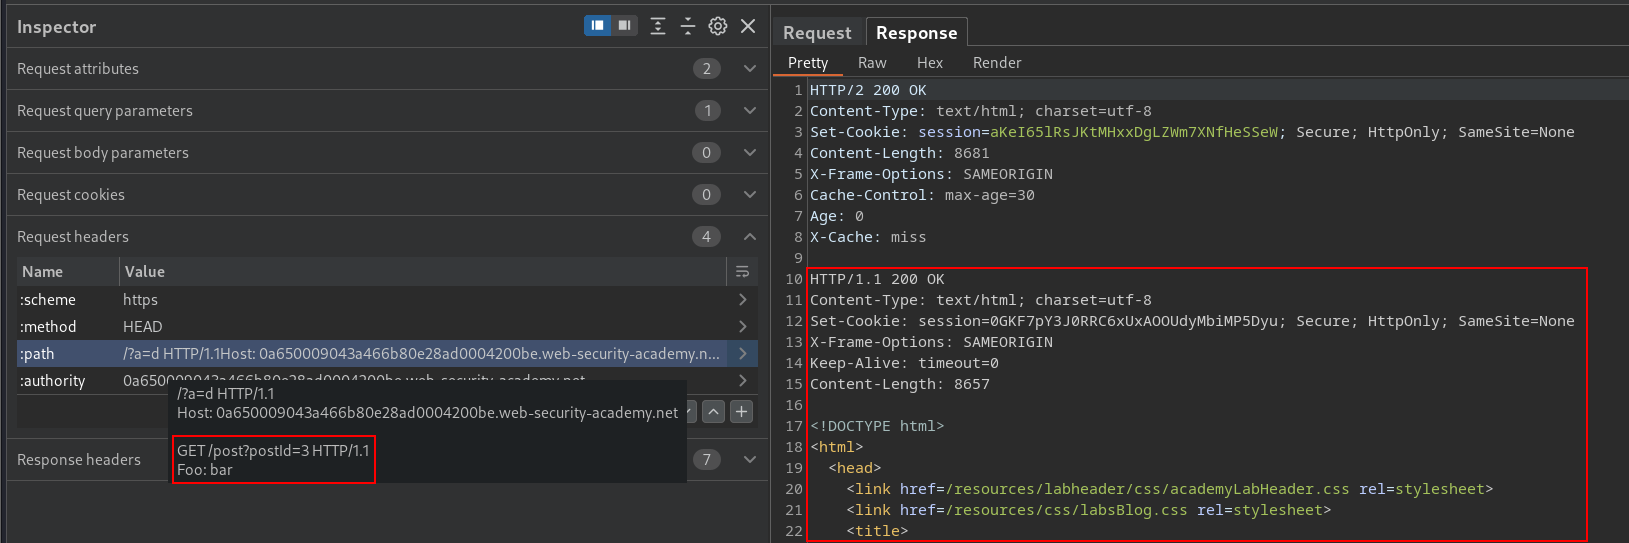 Inspector
Request attributes 2
Request query parameters 1
Request body parameters 0
Request cookies 0
Request headers 4
Name Value
:scheme https
:method HEAD
:path /?a=d HTTP/1.1Host: 0a650009043a466b80e28ad0004200be.web-security-academy.n...
:authority 0a650009043a466b80e28ad0004200be.web-security-academy.net
/?a=d HTTP/1.1
Host: 0a650009043a466b80e28ad0004200be.web-security-academy.net
GET /post?postId=3 HTTP/1.1
Foo: bar
Response headers 7
Request Response
Pretty Raw Hex Render
1 HTTP/2 200 OK
2 Content-Type: text/html; charset=utf-8
3 Set-Cookie: session=aKeI65lRsJKtMHxxDgLZWm7XNfHeSSeW; Secure; HttpOnly; SameSite=None
4 Content-Length: 8681
5 X-Frame-Options: SAMEORIGIN
6 Cache-Control: max-age=30
7 Age: 0
8 X-Cache: miss
9
10 HTTP/1.1 200 OK
11 Content-Type: text/html; charset=utf-8
12 Set-Cookie: session=0GKF7pY3J0RRC6xUxAOOUdyMbiMP5Dyu; Secure; HttpOnly; SameSite=None
13 X-Frame-Options: SAMEORIGIN
14 Keep-Alive: timeout=0
15 Content-Length: 8657
16
17 <!DOCTYPE html>
18 <html>
19 <head>
20 <link href=/resources/labheader/css/academyLabHeader.css rel=stylesheet>
21 <link href=/resources/css/labsBlog.css rel=stylesheet>
22 <title>